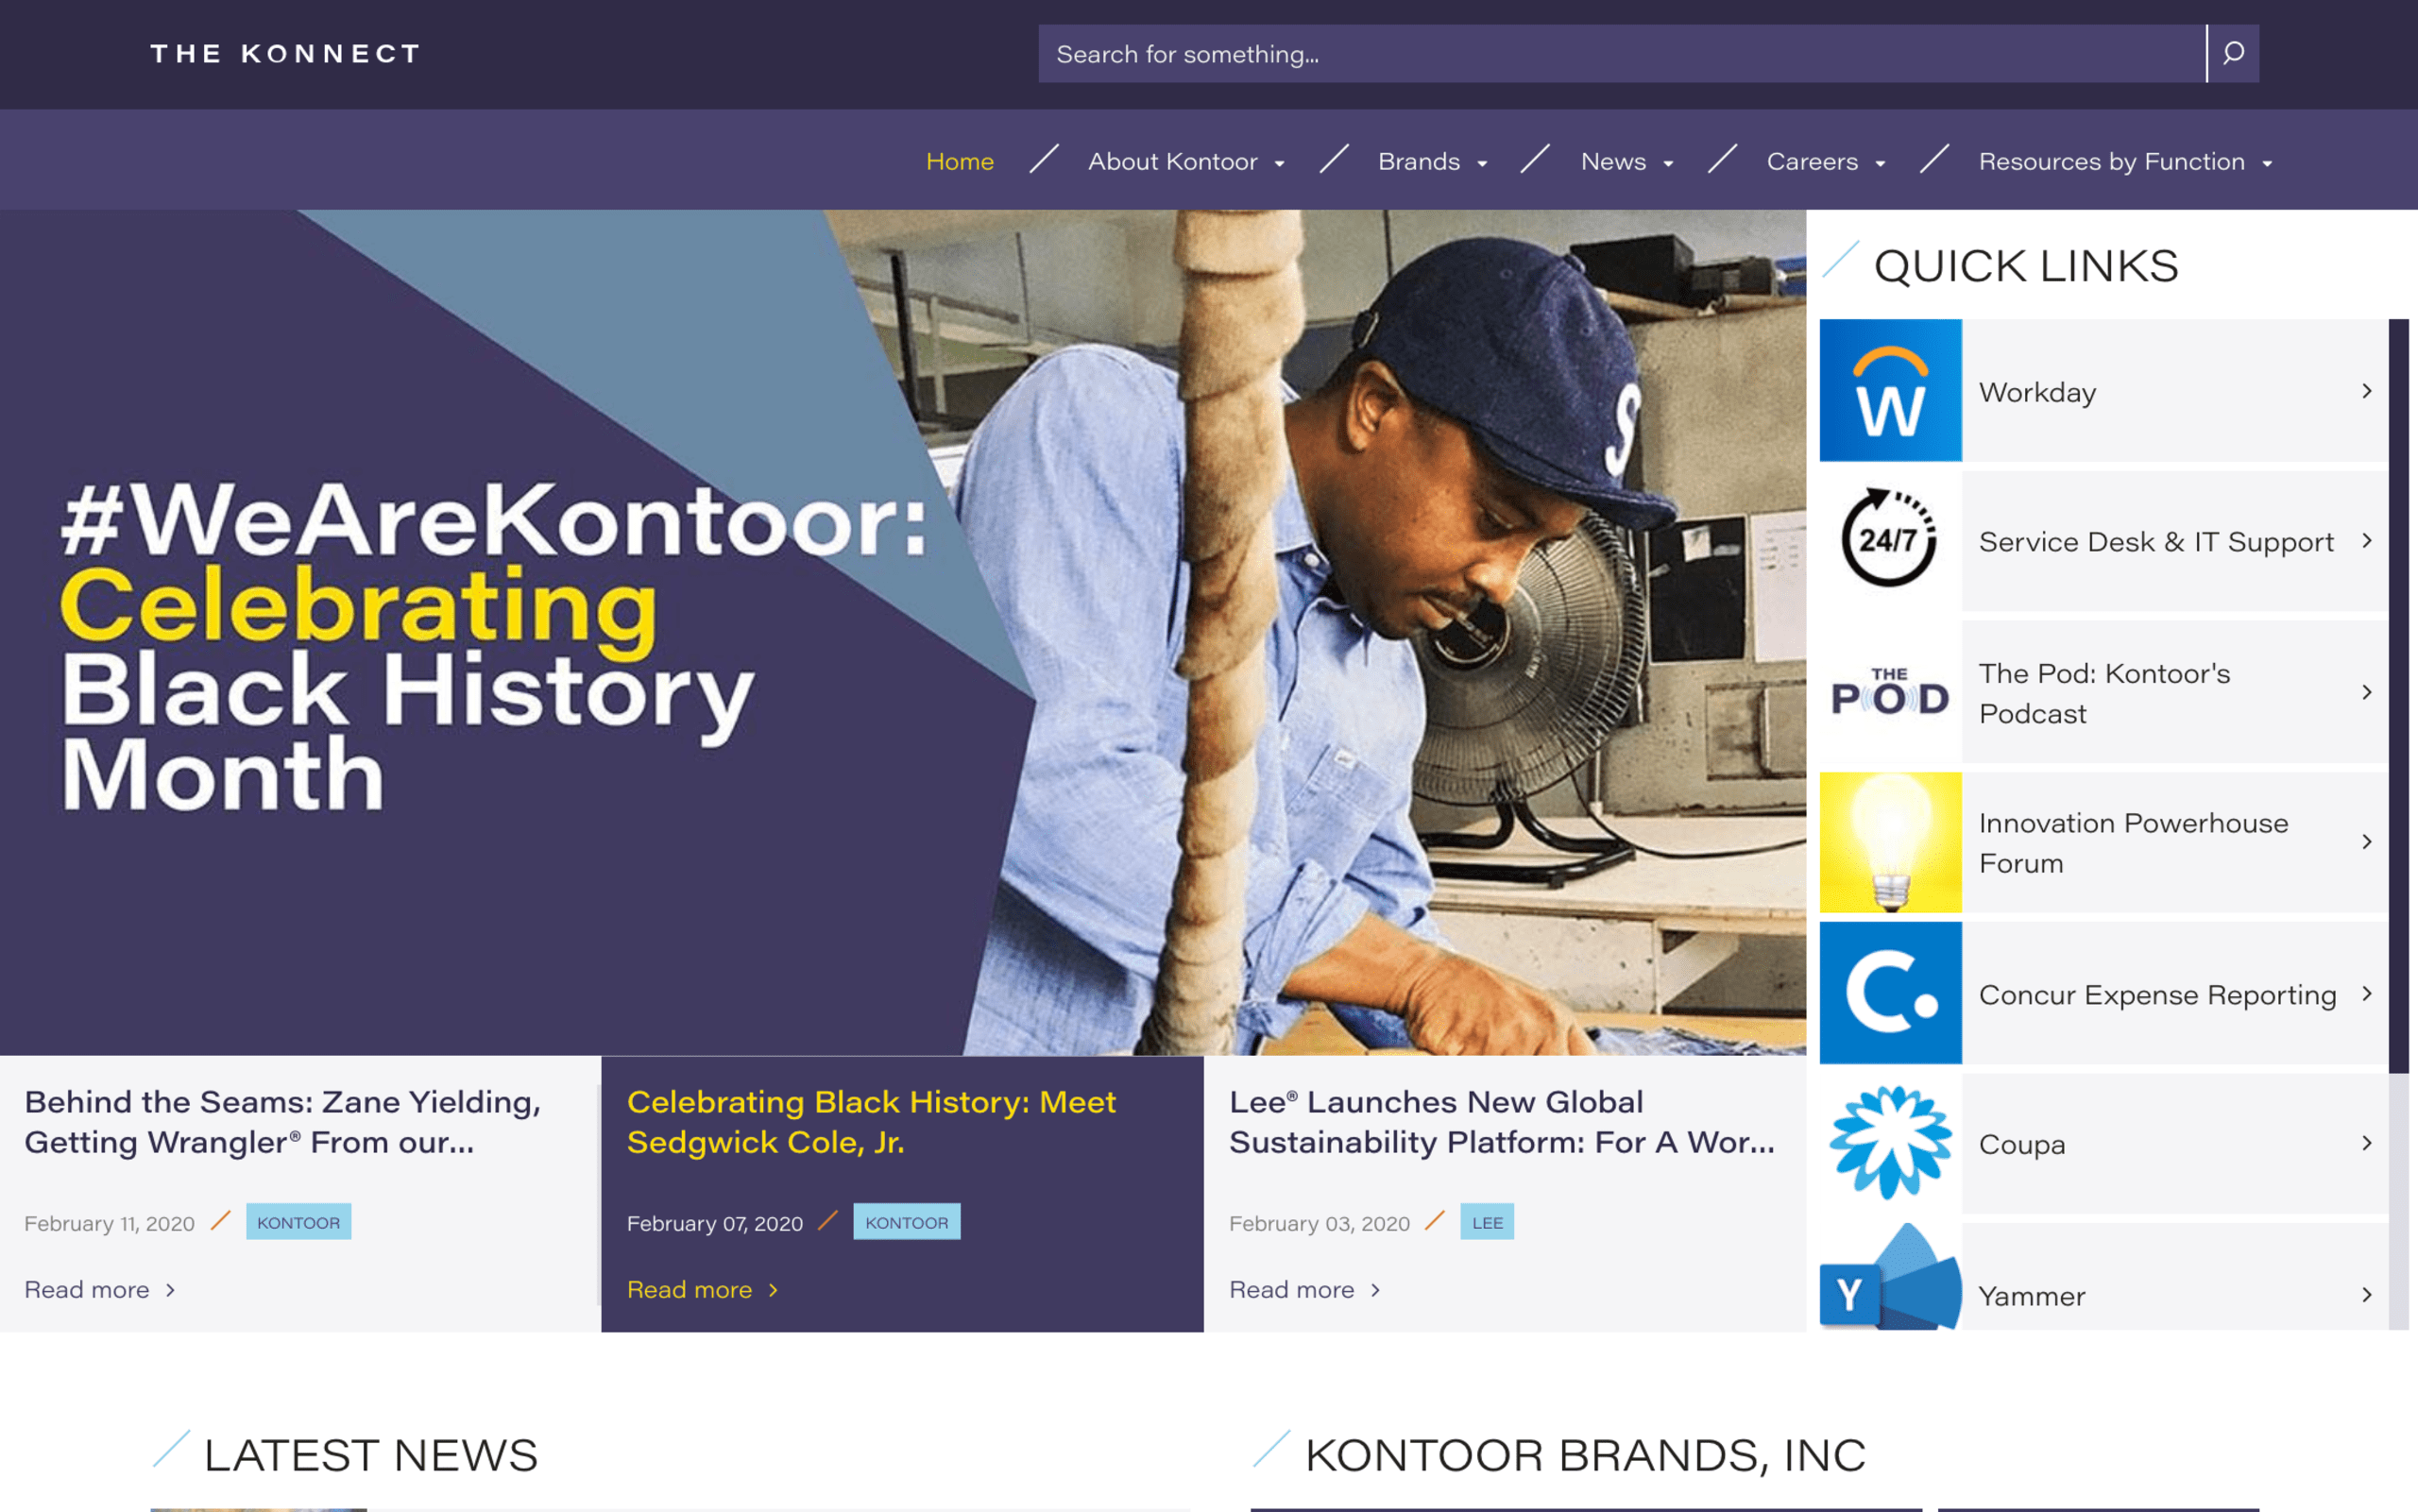 THE KONNECT
Search for something...
Home
About Kontoor
Brands
News
Careers
Resources by Function
#WeAreKontoor:
Celebrating
Black History
Month
S
QUICK LINKS
W
Workday
24/7
Service Desk & IT Support
THE
POD
The Pod: Kontoor's
Podcast
Innovation Powerhouse
Forum
C.
Concur Expense Reporting
Coupa
Y
Yammer
Behind the Seams: Zane Yielding,
Getting Wrangler® From our...
February 11, 2020
KONTOOR
Read more
Celebrating Black History: Meet
Sedgwick Cole, Jr.
February 07, 2020
KONTOOR
Read more
Lee® Launches New Global
Sustainability Platform: For A Wor...
February 03, 2020
LEE
Read more
LATEST NEWS
KONTOOR BRANDS, INC